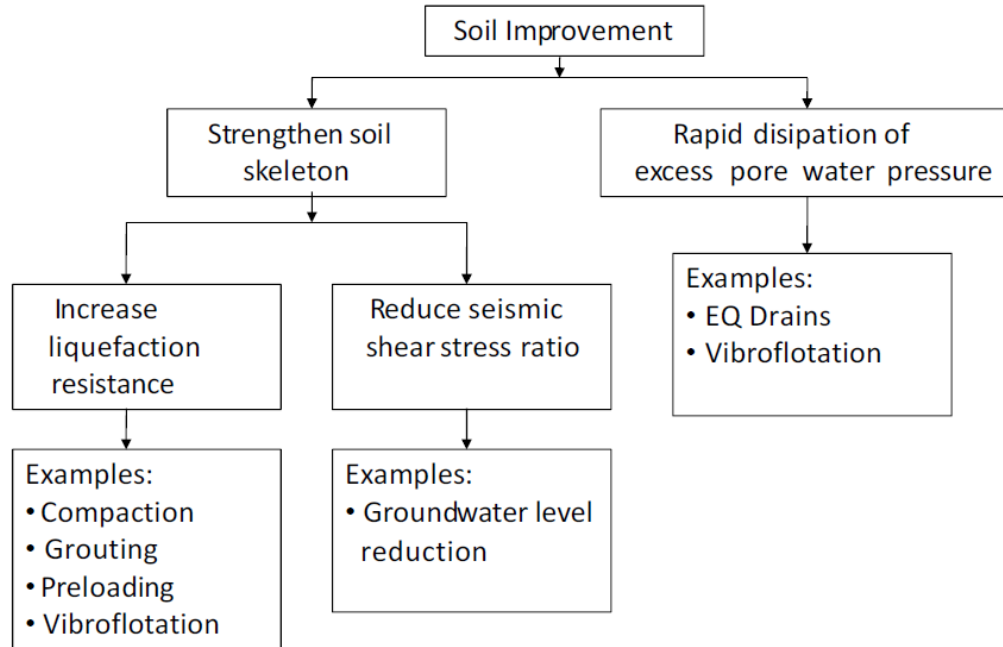 Soil Improvement
Strengthen soil
skeleton
Rapid disipation of
excess pore water pressure
Increase
liquefaction
resistance
Reduce seismic
shear stress ratio
Examples:
• EQ Drains
• Vibroflotation
Examples:
• Compaction
• Grouting
• Preloading
• Vibroflotation
Examples:
• Groundwater level
reduction